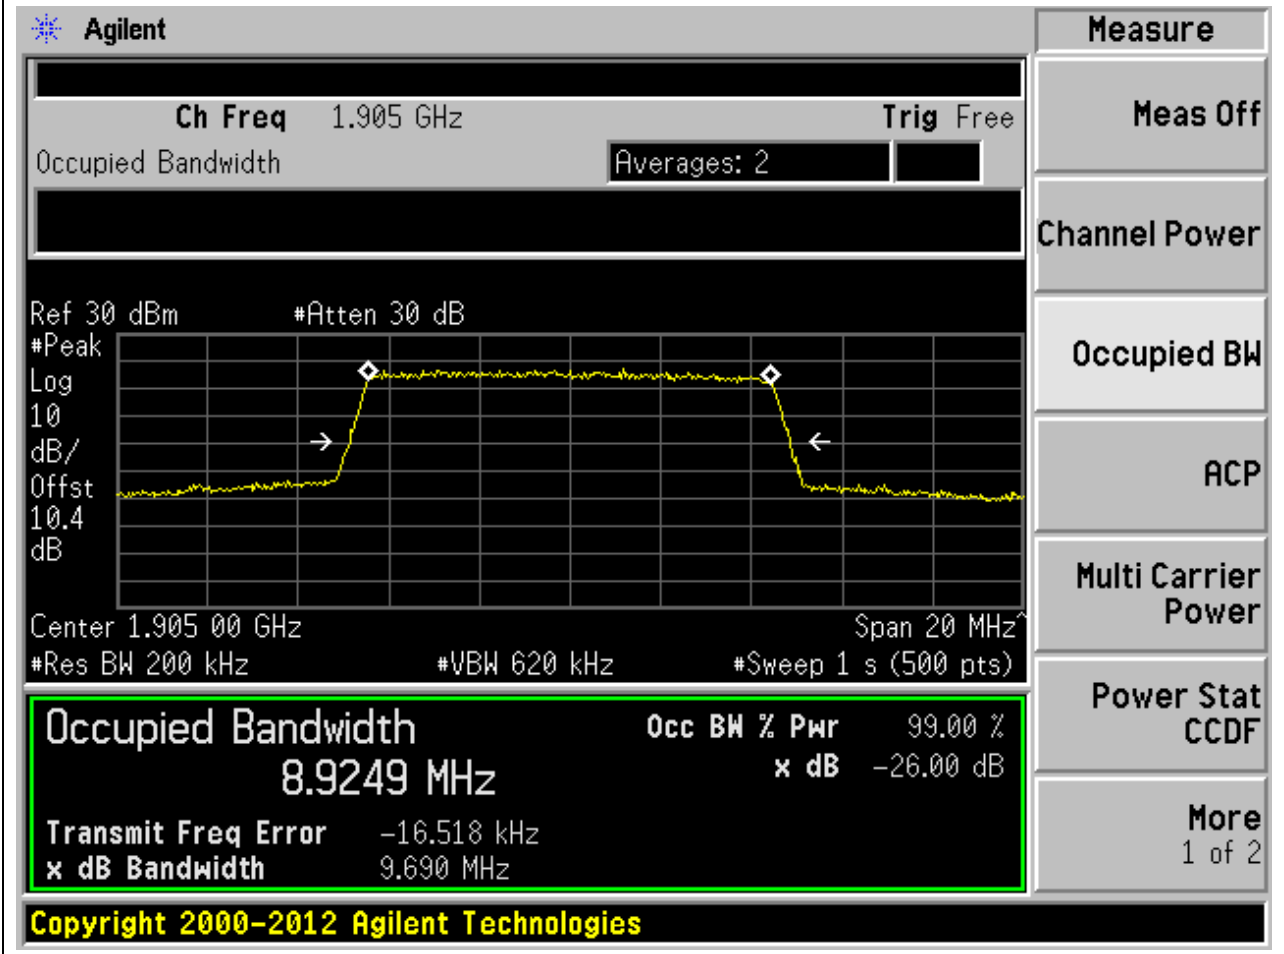 Agilent
Measure
Ch Freq 1.905 GHz Trig Free
Meas Off
Occupied Bandwidth Averages: 2
Channel Power
Ref 30 dBm #Atten 30 dB
#Peak
Log
10
dB/
Offst
10.4
dB
Occupied BW
ACP
Center 1.905 00 GHz Span 20 MHz^
#Res BW 200 kHz #VBW 620 kHz #Sweep 1 s (500 pts)
Multi Carrier
Power
Occupied Bandwidth Occ BW % Pwr 99.00 %
8.9249 MHz x dB -26.00 dB
Transmit Freq Error -16.518 kHz
x dB Bandwidth 9.690 MHz
Power Stat
CCDF
More
1 of 2
Copyright 2000-2012 Agilent Technologies